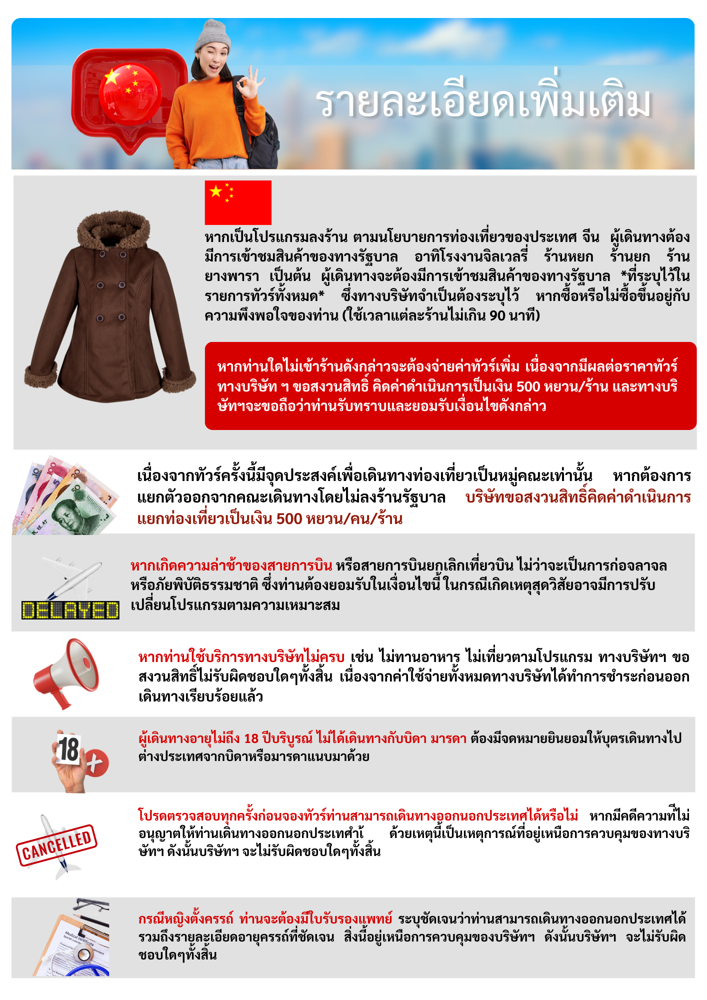 รายละเอียดเพิ่มเติม
หากเป็นโปรแกรมลงร้าน ตามนโยบายการท่องเที่ยวของประเทศ จีน ผู้เดินทางต้อง
มีการเข้าชมสินค้าของทางรัฐบาล อาทิโรงงานจิลเวลรี่ ร้านหยก ร้านยก ร้าน
ยางพารา เป็นต้น ผู้เดินทางจะต้องมีการเข้าชมสินค้าของทางรัฐบาล *ที่ระบุไว้ใน
รายการทัวร์ทั้งหมด* ซึ่งทางบริษัทจำเป็นต้องระบุไว้ หากซื้อหรือไม่ซื้อขึ้นอยู่กับ
ความพึงพอใจของท่าน (ใช้เวลาแต่ละร้านไม่เกิน 90 นาที)
หากท่านใดไม่เข้าร้านดังกล่าวจะต้องจ่ายค่าทัวร์เพิ่ม เนื่องจากมีผลต่อราคาทัวร์
ทางบริษัท ฯ ขอสงวนสิทธิ์ คิดค่าดำเนินการเป็นเงิน 500 หยวน/ร้าน และทางบริ
ษัทฯจะขอถือว่าท่านรับทราบและยอมรับเงื่อนไขดังกล่าว
10 100 5 20 50
เนื่องจากทัวร์ครั้งนี้มีจุดประสงค์เพื่อเดินทางท่องเที่ยวเป็นหมู่คณะเท่านั้น หากต้องการ
แยกตัวออกจากคณะเดินทางโดยไม่ลงร้านรัฐบาล บริษัทขอสงวนสิทธิ์คิดค่าดำเนินการ
แยกท่องเที่ยวเป็นเงิน 500 หยวน/คน/ร้าน
DELAYED
หากเกิดความล่าช้าของสายการบิน หรือสายการบินยกเลิกเที่ยวบิน ไม่ว่าจะเป็นการก่อจลาจล
หรือภัยพิบัติธรรมชาติ ซึ่งท่านต้องยอมรับในเงื่อนไขนี้ ในกรณีเกิดเหตุสุดวิสัยอาจมีการปรับ
เปลี่ยนโปรแกรมตามความเหมาะสม
หากท่านใช้บริการทางบริษัทไม่ครบ เช่น ไม่ทานอาหาร ไม่เที่ยวตามโปรแกรม ทางบริษัทฯ ขอ
สงวนสิทธิ์ไม่รับผิดชอบใดๆทั้งสิ้น เนื่องจากค่าใช้จ่ายทั้งหมดทางบริษัทได้ทำการชำระก่อนออก
เดินทางเรียบร้อยแล้ว
18
ผู้เดินทางอายุไม่ถึง 18 ปีบริบูรณ์ ไม่ได้เดินทางกับบิดา มารดา ต้องมีจดหมายยินยอมให้บุตรเดินทางไป
ต่างประเทศจากบิดาหรือมารดาแนบมาด้วย
CANCELLED
โปรดตรวจสอบทุกครั้งก่อนจองทัวร์ท่านสามารถเดินทางออกนอกประเทศได้หรือไม่ หากมีคดีความที่ไม่
อนุญาตให้ท่านเดินทางออกนอกประเทศำเ้ ด้วยเหตุนี้เป็นเหตุการณ์ที่อยู่เหนือการควบคุมของทางบริ
ษัทฯ ดังนั้นบริษัทฯ จะไม่รับผิดชอบใดๆทั้งสิ้น
Medical certificate
กรณีหญิงตั้งครรถ์ ท่านจะต้องมีใบรับรองแพทย์ ระบุชัดเจนว่าท่านสามารถเดินทางออกนอกประเทศได้
รวมถึงรายละเอียดอายุครรถ์ที่ชัดเจน สิ่งนี้อยู่เหนือการควบคุมของบริษัทฯ ดังนั้นบริษัทฯ จะไม่รับผิด
ชอบใดๆทั้งสิ้น